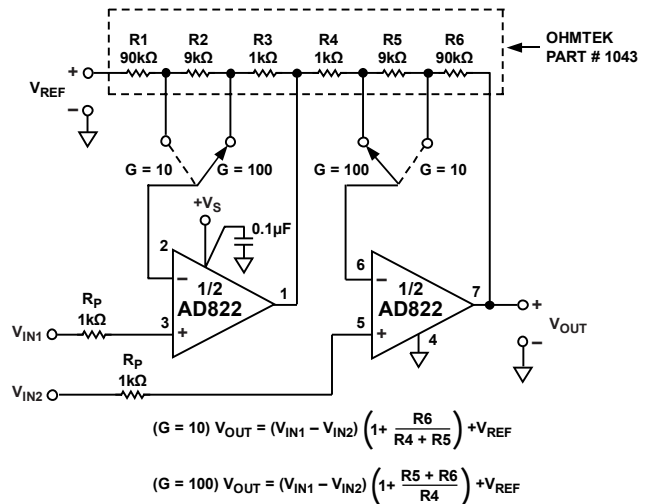 R1 R2 R3 R4 R5 R6
90kΩ 9kΩ 1kΩ 1kΩ 9kΩ 90kΩ
OHMTEK
PART # 1043
+
VREF
–
G = 10 G = 100 G = 100 G = 10
+VS
0.1µF
2
–
1/2
AD822
1
3
+
6
–
1/2
AD822
7
5
+
4
RP
1kΩ
VIN1
RP
1kΩ
VIN2
+
VOUT
–
(G = 10) VOUT = (VIN1 – VIN2) (1+ R6 / R4 + R5) +VREF
(G = 100) VOUT = (VIN1 – VIN2) (1+ R5 + R6 / R4) +VREF